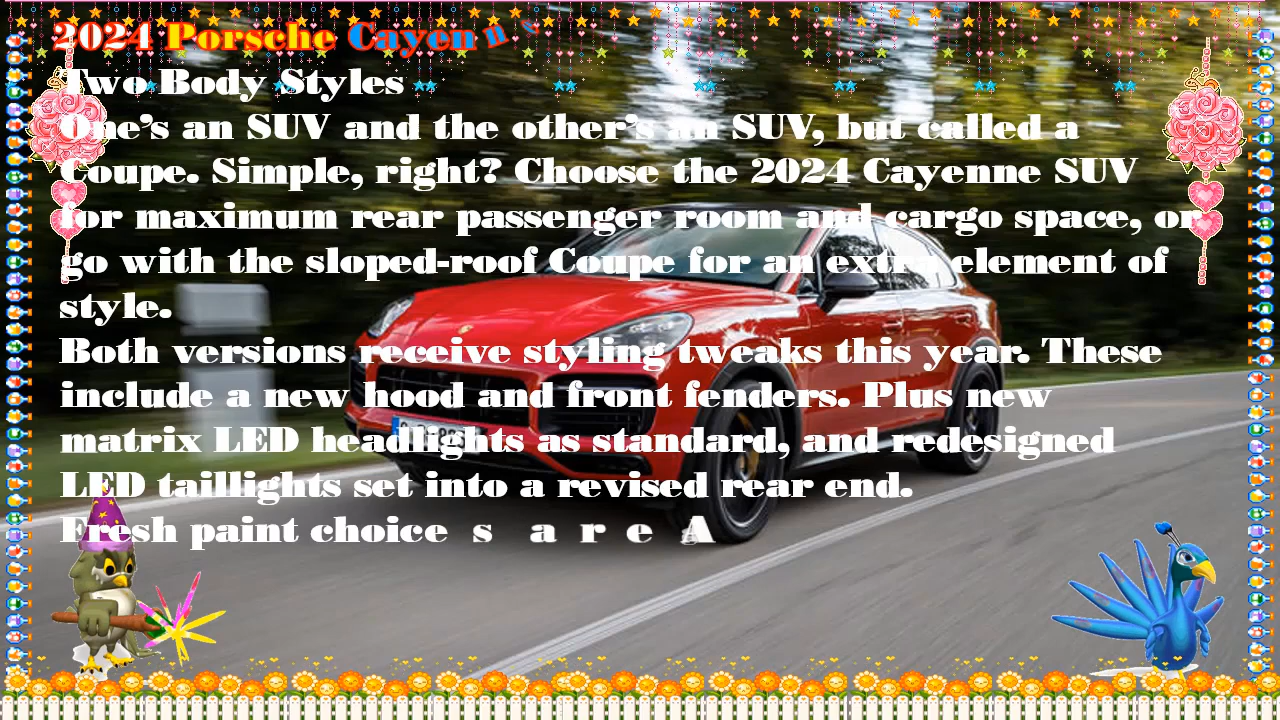 2024 Porsche Cayenn
Two Body Styles
One's an SUV and the other's an SUV, but called a
Coupe. Simple, right? Choose the 2024 Cayenne SUV
for maximum rear passenger room and cargo space, or
go with the sloped-roof Coupe for an extra element of
style.
Both versions receive styling tweaks this year. These
include a new hood and front fenders. Plus new
matrix LED headlights as standard, and redesigned
LED taillights set into a revised rear end.
Fresh paint choice s a r e A